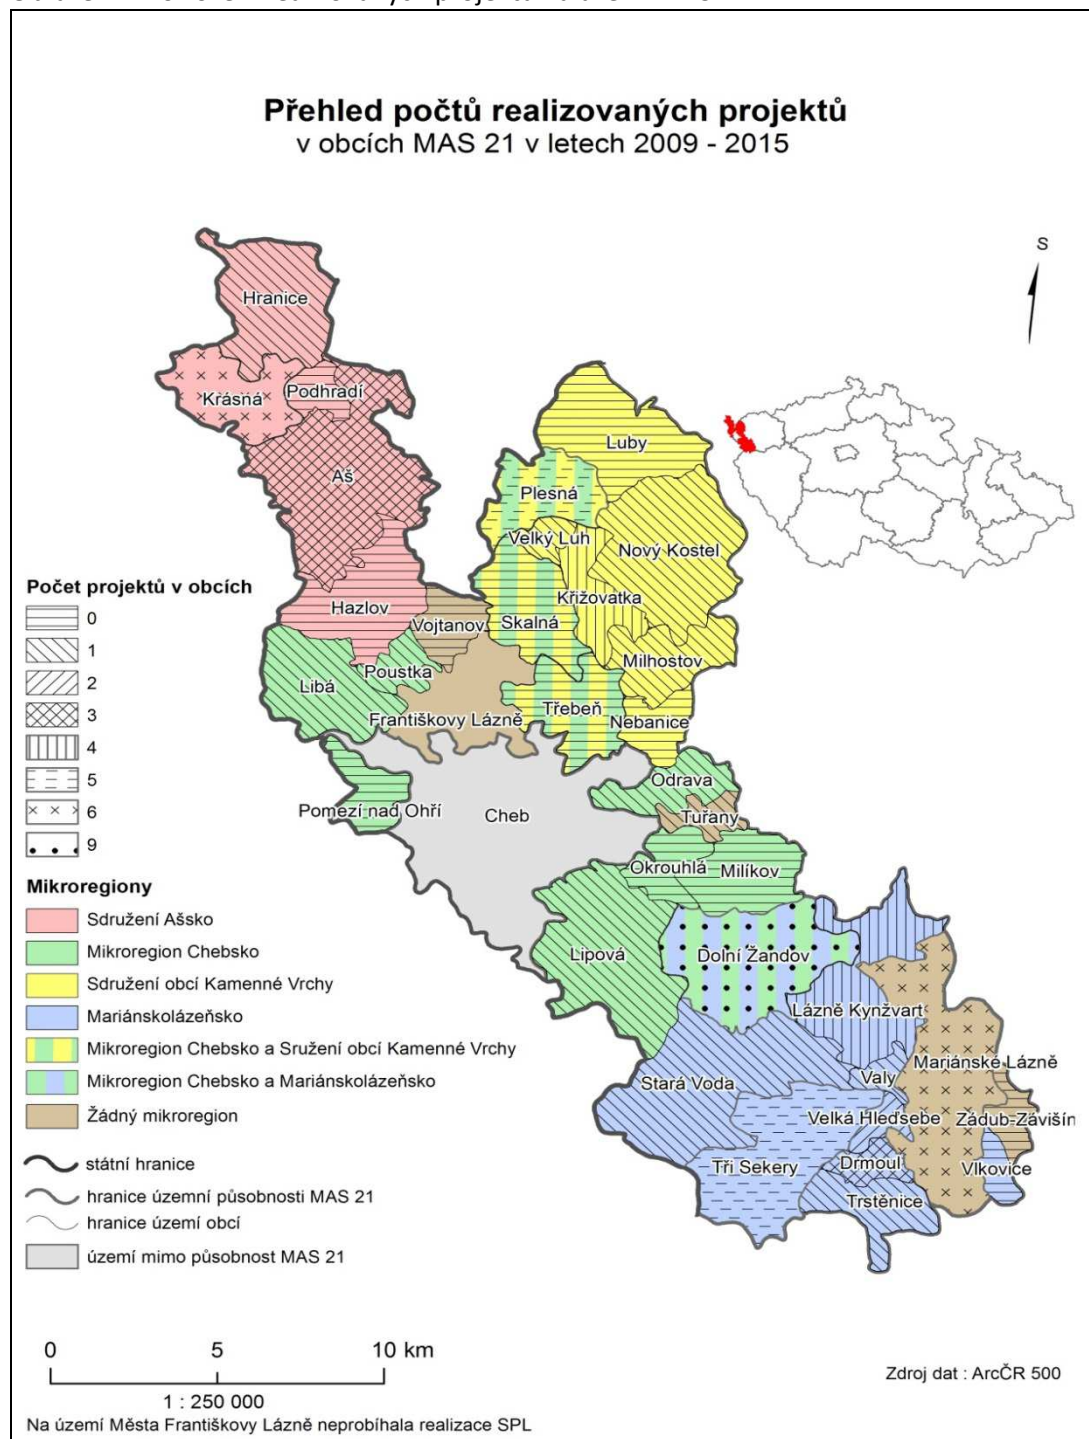 Přehled počtů realizovaných projektů
v obcích MAS 21 v letech 2009 - 2015
S
Hranice
Krásná
Podhradí
Aš
Luby
Plesná
Velký Luh
Nový Kostel
Počet projektů v obcích
0
1
2
3
4
5
6
9
Hazlov
Vojtanov
Křižovatka
Skalná
Milhostov
Poustka
Libá
Třebeň
Františkovy Lázně
Nebanice
Odrava
Pomezí nad Ohří
Cheb
Tuřany
Okrouhlá
Milíkov
Lipová
Dolní Žandov
Lázně Kynžvart
Mariánské Lázně
Stará Voda
Valy
Velká Hleďsebe
Zádub-Závišín
Tři Sekery
Drmoul
Vlkovice
Trstěnice
Mikroregiony
Sdružení Ašsko
Mikroregion Chebsko
Sdružení obcí Kamenné Vrchy
Mariánskolázeňsko
Mikroregion Chebsko a Sružení obcí Kamenné Vrchy
Mikroregion Chebsko a Mariánskolázeňsko
Žádný mikroregion
státní hranice
hranice územní působnosti MAS 21
hranice území obcí
území mimo působnost MAS 21
0 5 10 km
1 : 250 000
Zdroj dat : ArcČR 500
Na území Města Františkovy Lázně neprobíhala realizace SPL